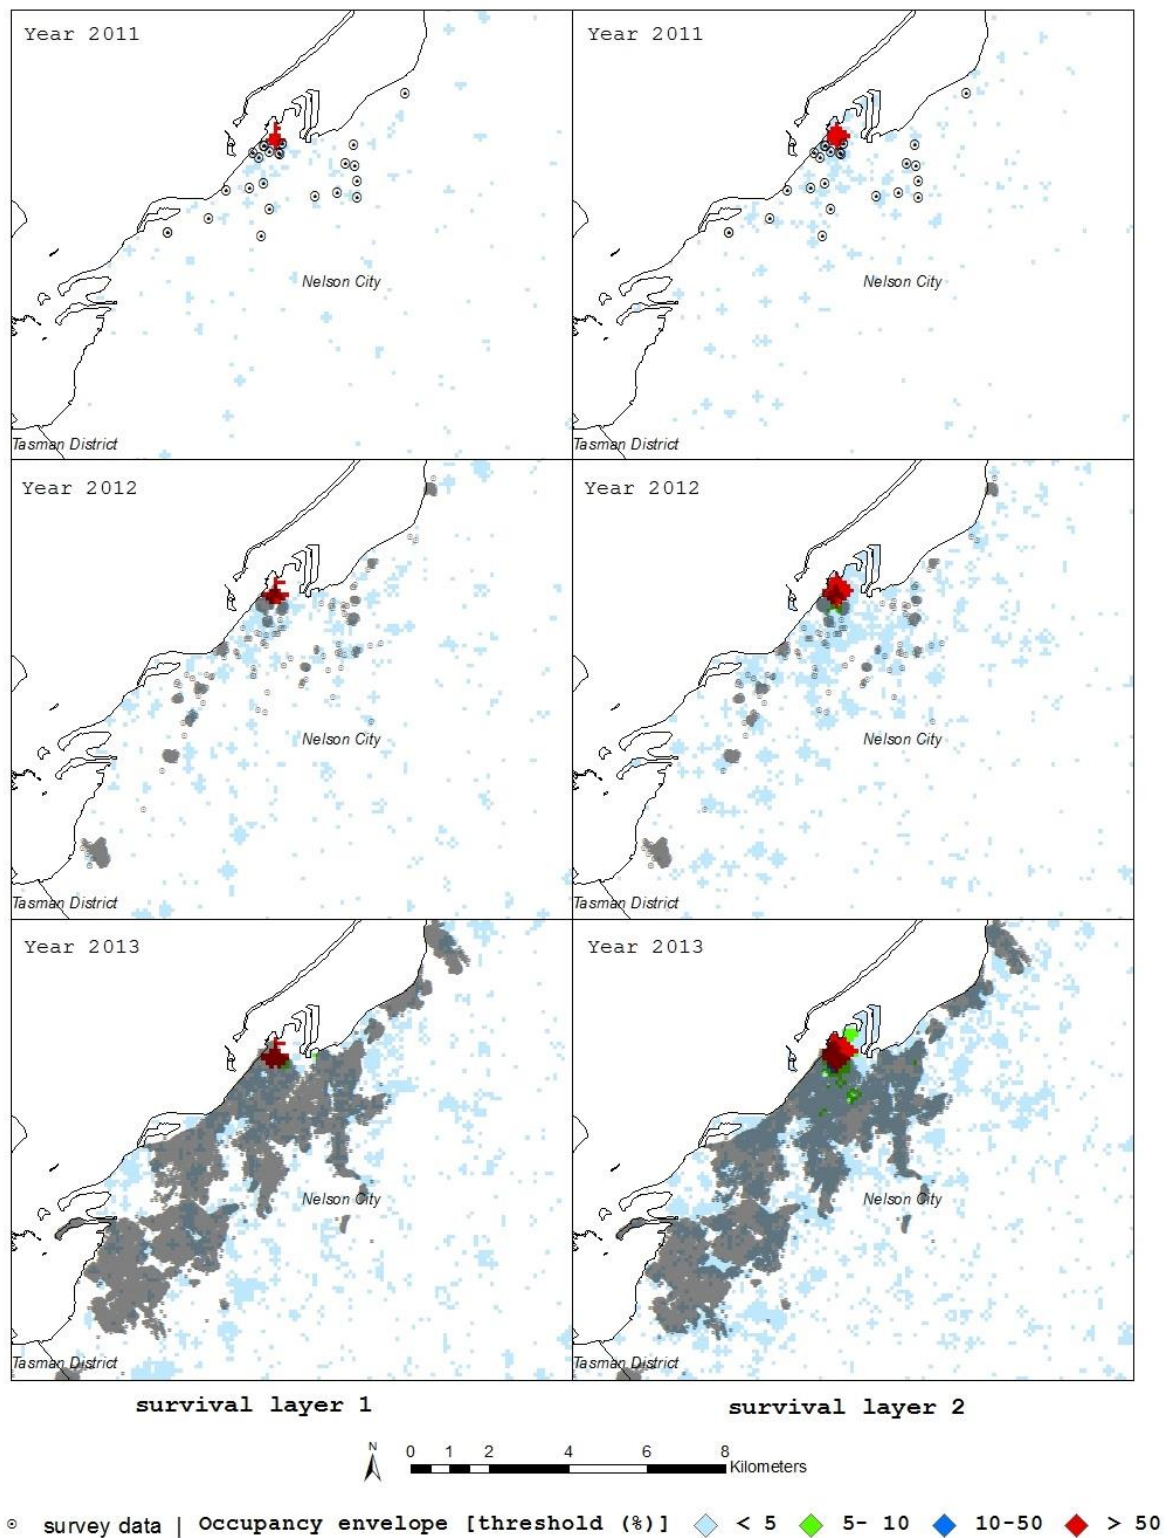 Year 2011
Year 2011
Nelson City
Nelson City
Tasman District
Tasman District
Year 2012
Year 2012
Nelson City
Nelson City
Tasman District
Tasman District
Year 2013
Year 2013
Nelson City
Nelson City
Tasman District
Tasman District
survival layer 1
survival layer 2
N
0 1 2 4 6 8
Kilometers
survey data | Occupancy envelope [threshold (%)] < 5 5- 10 10-50 > 50